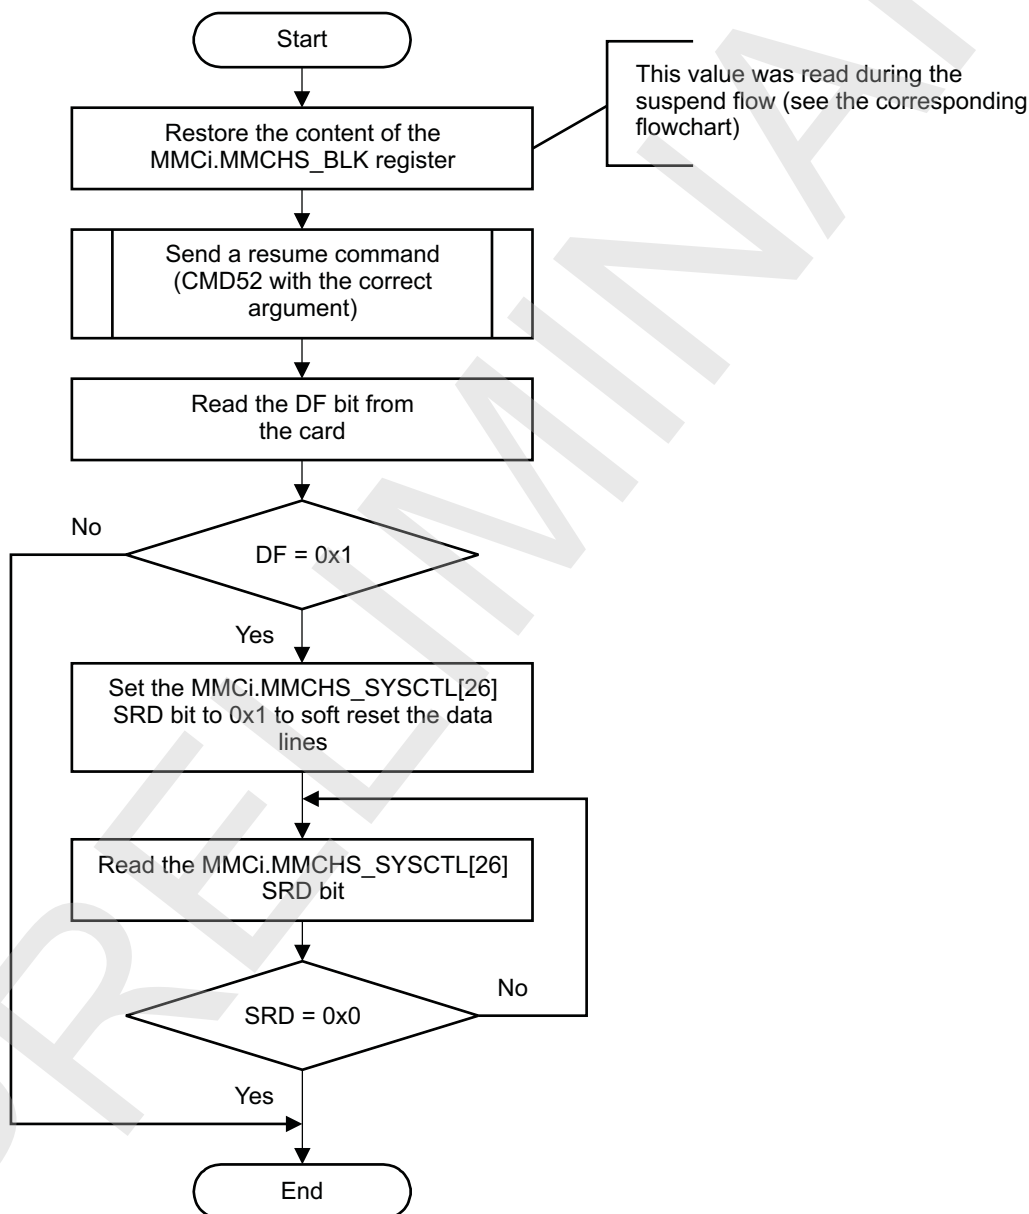 Start
This value was read during the
suspend flow (see the corresponding
flowchart)
Restore the content of the
MMCi.MMCHS_BLK register
Send a resume command
(CMD52 with the correct
argument)
Read the DF bit from
the card
No
DF = 0x1
Yes
Set the MMCi.MMCHS_SYSCTL[26]
SRD bit to 0x1 to soft reset the data
lines
Read the MMCi.MMCHS_SYSCTL[26]
SRD bit
No
SRD = 0x0
Yes
End